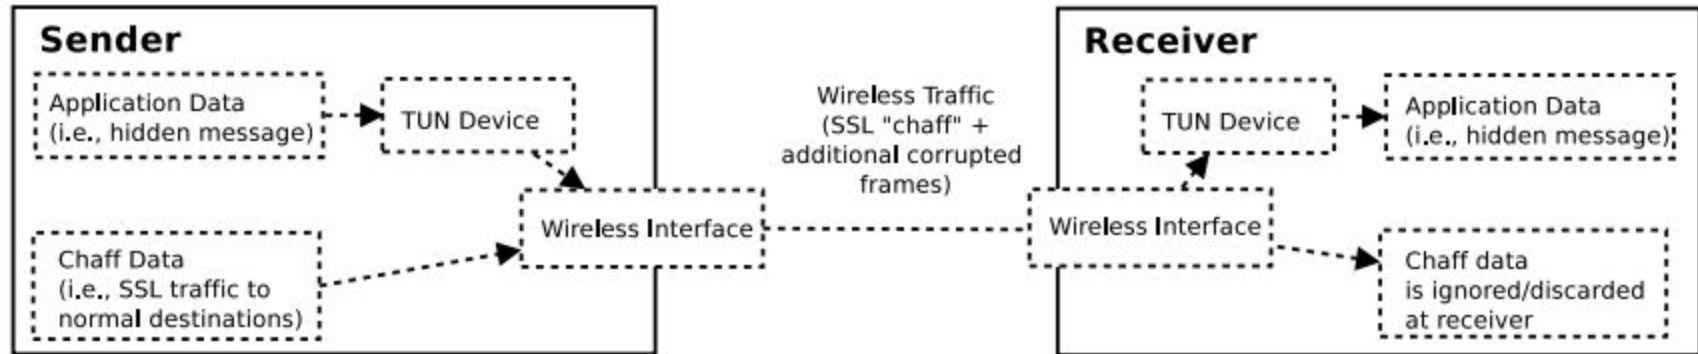 Sender
Application Data
(i.e., hidden message)
TUN Device
Wireless Interface
Chaff Data
(i.e., SSL traffic to
normal destinations)
Wireless Traffic
(SSL "chaff" +
additional corrupted
frames)
Receiver
TUN Device
Application Data
(i.e., hidden message)
Wireless Interface
Chaff data
is ignored/discarded
at receiver